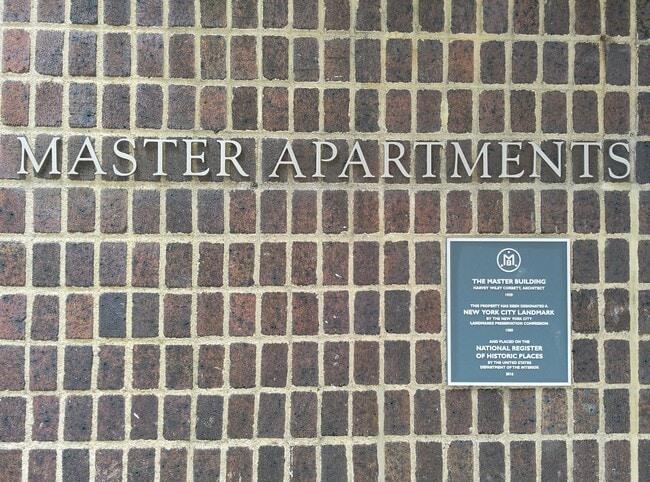 MASTER APARTMENTS
THE MASTER BUILDING
HARVEY WILEY CORBETT, ARCHITECT
1929
THIS PROPERTY HAS BEEN DESIGNATED A
NEW YORK CITY LANDMARK
BY THE NEW YORK CITY
LANDMARKS PRESERVATION COMMISSION
1989
AND PLACED ON THE
NATIONAL REGISTER
OF HISTORIC PLACES
BY THE UNITED STATES
DEPARTMENT OF THE INTERIOR
2016